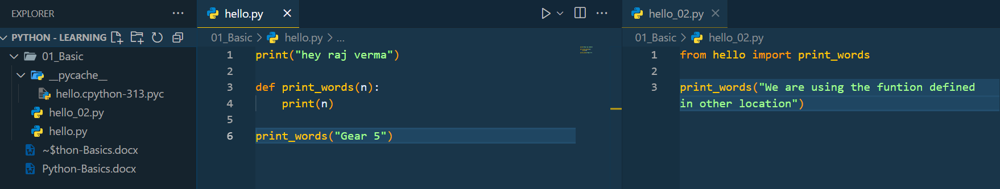 EXPLORER ...
PYTHON - LEARNING
01_Basic
__pycache__
hello.cpython-313.pyc
hello_02.py
hello.py
~$thon-Basics.docx
Python-Basics.docx
hello.py
01_Basic > hello.py > ...
1 print("hey raj verma")
2
3 def print_words(n):
4     print(n)
5
6 print_words("Gear 5")
hello_02.py
01_Basic > hello_02.py
1 from hello import print_words
2
3 print_words("We are using the funtion defined
in other location")